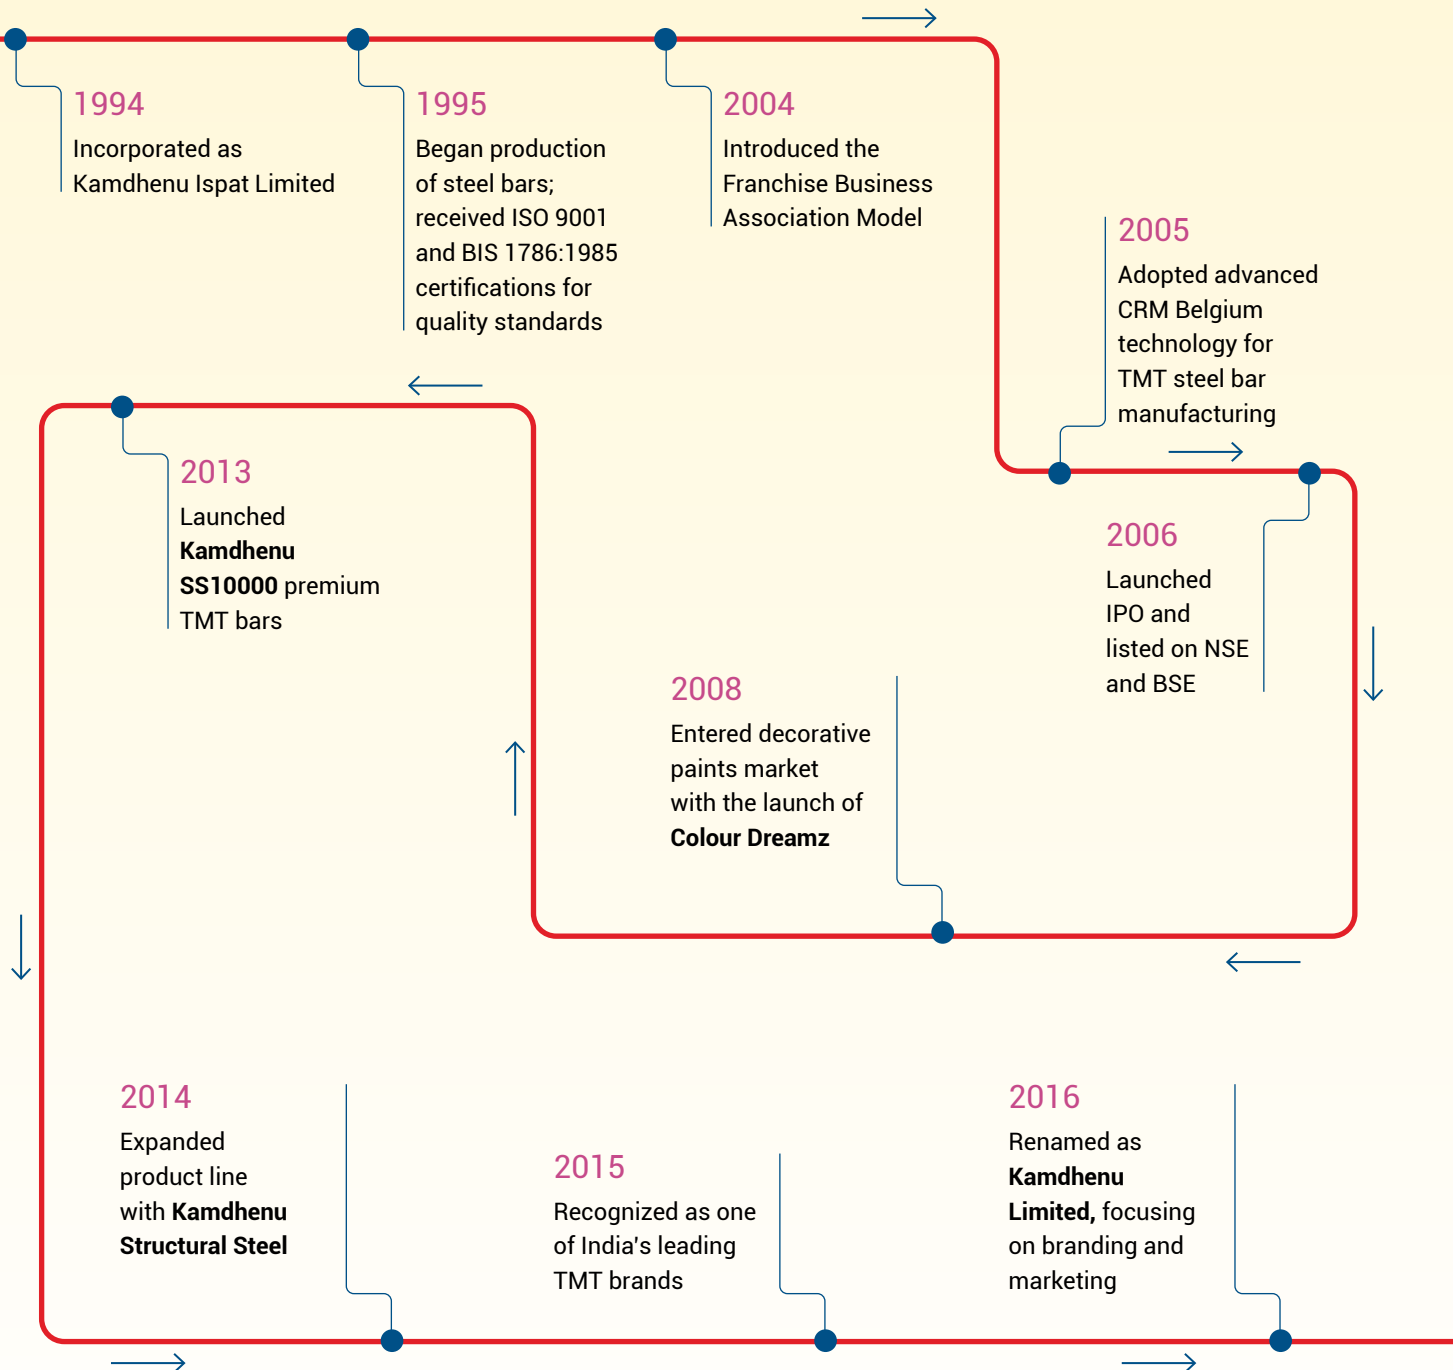 1994
Incorporated as
Kamdhenu Ispat Limited
1995
Began production
of steel bars;
received ISO 9001
and BIS 1786:1985
certifications for
quality standards
2004
Introduced the
Franchise Business
Association Model
2005
Adopted advanced
CRM Belgium
technology for
TMT steel bar
manufacturing
2006
Launched
IPO and
listed on NSE
and BSE
2008
Entered decorative
paints market
with the launch of
Colour Dreamz
2013
Launched
Kamdhenu
SS10000 premium
TMT bars
2014
Expanded
product line
with Kamdhenu
Structural Steel
2015
Recognized as one
of India's leading
TMT brands
2016
Renamed as
Kamdhenu
Limited, focusing
on branding and
marketing